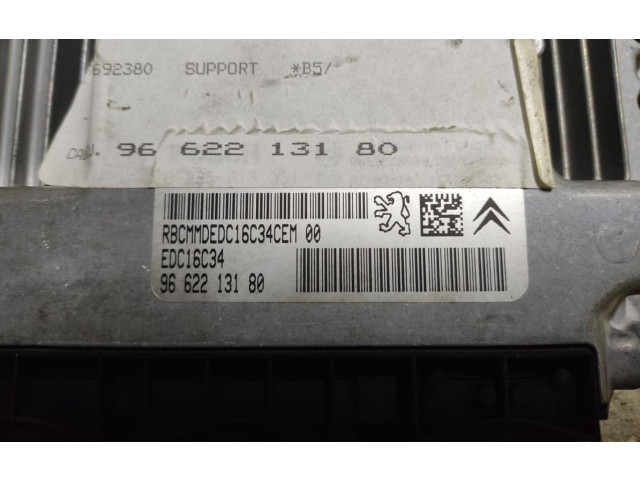 692380 SUPPORT *B5/
96 622 131 80
RBCMMDEDC16C34CEM 00
EDC16C34
96 622 131 80